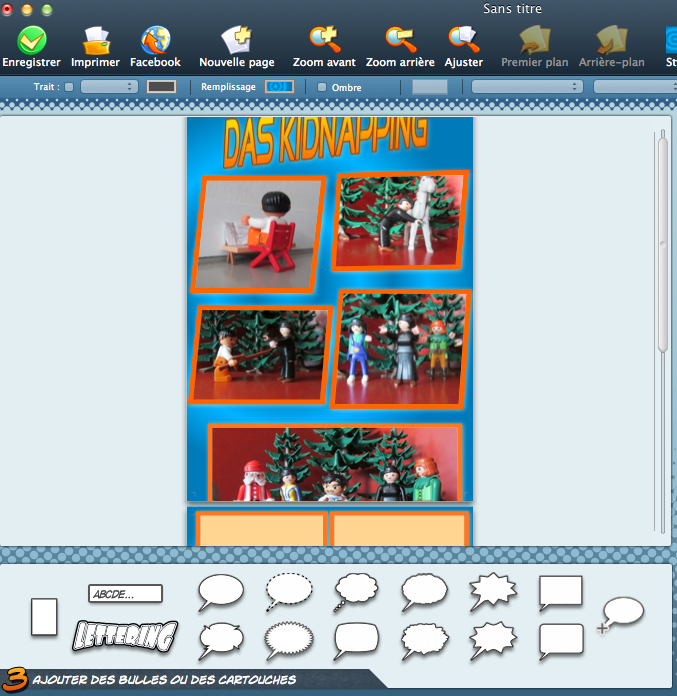 Sans titre
Enregistrer Imprimer Facebook Nouvelle page Zoom avant Zoom arrière Ajuster Premier plan Arrière-plan
Trait : Remplissage Ombre
DAS KIDNAPPING
ABCDE...
LETTERING
3 AJOUTER DES BULLES OU DES CARTOUCHES